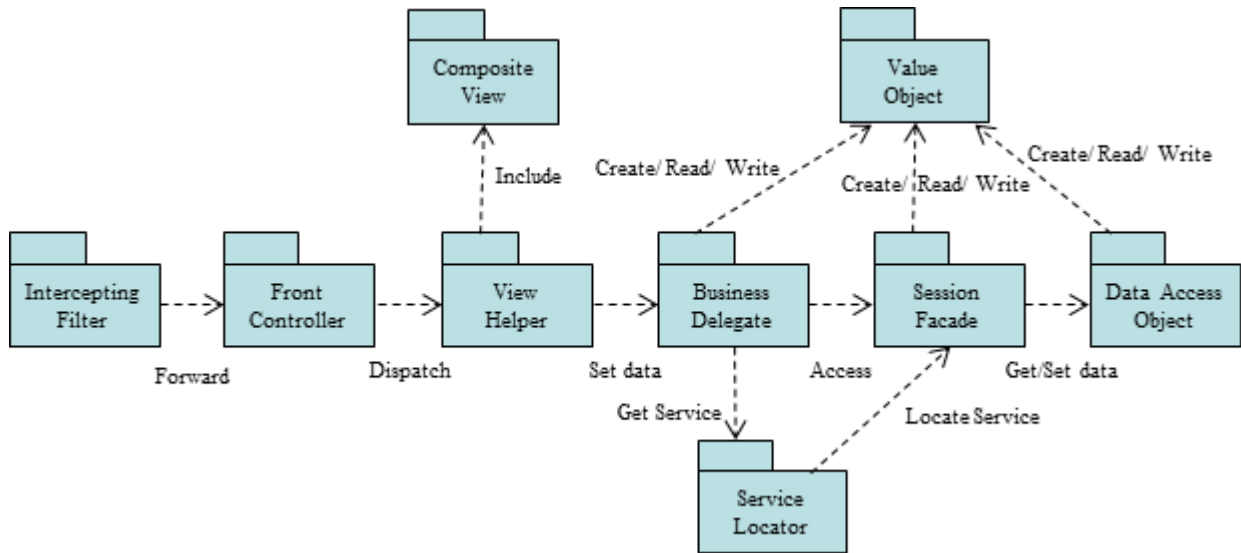 Composite
View
Value
Object
Include
Create/ Read/ Write
Create/ Read/ Write
Create/ Read/ Write
Intercepting
Filter
Front
Controller
View
Helper
Business
Delegate
Session
Facade
Data Access
Object
Forward
Dispatch
Set data
Access
Get/Set data
Get Service
Locate Service
Service
Locator